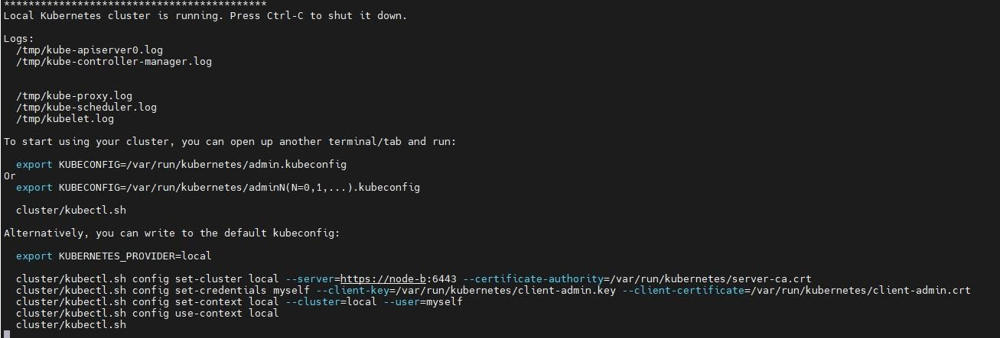 *******************************************
Local Kubernetes cluster is running. Press Ctrl-C to shut it down.
Logs:
/tmp/kube-apiserver0.log
/tmp/kube-controller-manager.log
/tmp/kube-proxy.log
/tmp/kube-scheduler.log
/tmp/kubelet.log
To start using your cluster, you can open up another terminal/tab and run:
export KUBECONFIG=/var/run/kubernetes/admin.kubeconfig
Or
export KUBECONFIG=/var/run/kubernetes/adminN(N=0,1,...).kubeconfig
cluster/kubectl.sh
Alternatively, you can write to the default kubeconfig:
export KUBERNETES_PROVIDER=local
cluster/kubectl.sh config set-cluster local --server=https://node-b:6443 --certificate-authority=/var/run/kubernetes/server-ca.crt
cluster/kubectl.sh config set-credentials myself --client-key=/var/run/kubernetes/client-admin.key --client-certificate=/var/run/kubernetes/client-admin.crt
cluster/kubectl.sh config set-context local --cluster=local --user=myself
cluster/kubectl.sh config use-context local
cluster/kubectl.sh